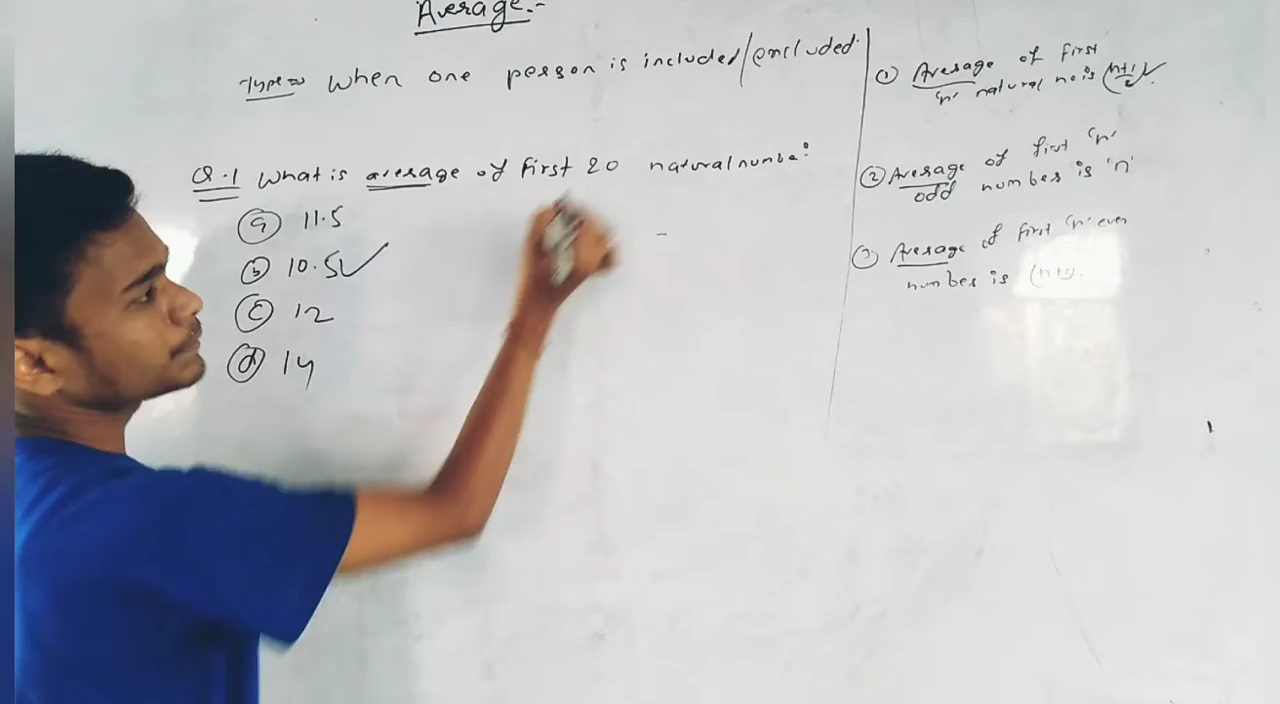 Average.-
Type⇒ When one person is included/excluded.
Q.1 What is average of first 20 natural number?
(a) 11.5
(b) 10.5✓
(c) 12
(d) 14
(1) Average of First
'n' natural no is (n+1/2)✓.
(2) Average of first 'n'
odd numbers is 'n'
(3) Average of first 'n' even
numbers is (n+1).